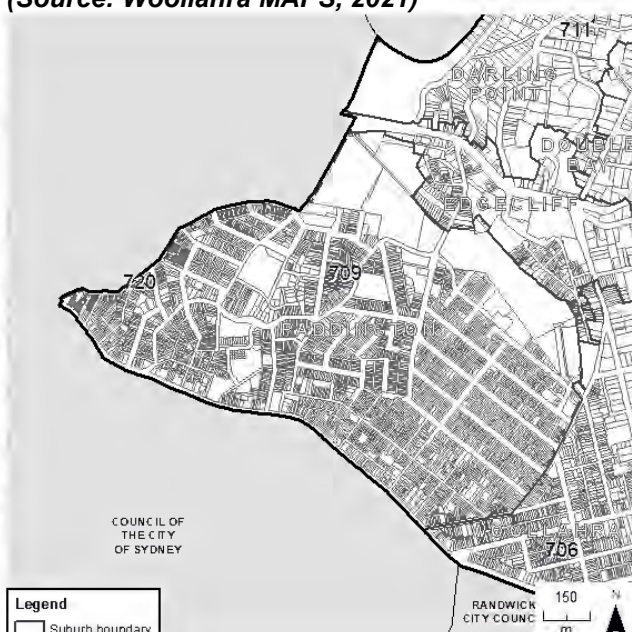 (Source: Woollahra MAPS, 2021)
711
DARLING
POINT
DOUBLE
BAY
EDGECLIFF
720
709
PADDINGTON
WOOLLAHRA
706
COUNCIL OF
THE CITY
OF SYDNEY
RANDWICK
CITY COUNC
150
m
N
Legend
Suburb boundary